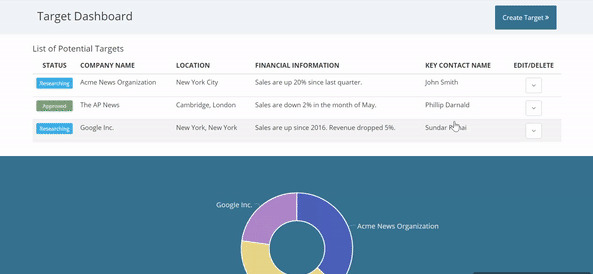 Target Dashboard
Create Target »
List of Potential Targets
STATUS COMPANY NAME LOCATION FINANCIAL INFORMATION KEY CONTACT NAME EDIT/DELETE
Researching Acme News Organization New York City Sales are up 20% since last quarter. John Smith
Approved The AP News Cambridge, London Sales are down 2% in the month of May. Phillip Darnald
Researching Google Inc. New York, New York Sales are up since 2016. Revenue dropped 5%. Sundar
Google Inc.
Acme News Organization